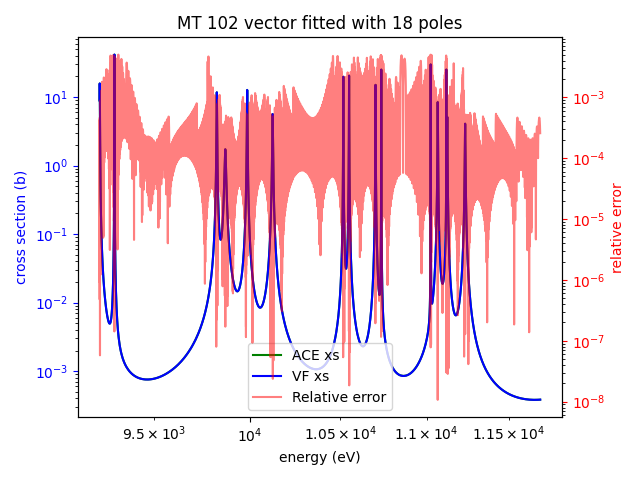 MT 102 vector fitted with 18 poles
cross section (b)
10¹
10⁰
10⁻¹
10⁻²
10⁻³
relative error
10⁻³
10⁻⁴
10⁻⁵
10⁻⁶
10⁻⁷
10⁻⁸
ACE xs
VF xs
Relative error
9.5 × 10³ 10⁴ 1.05 × 10⁴ 1.1 × 10⁴ 1.15 × 10⁴
energy (eV)